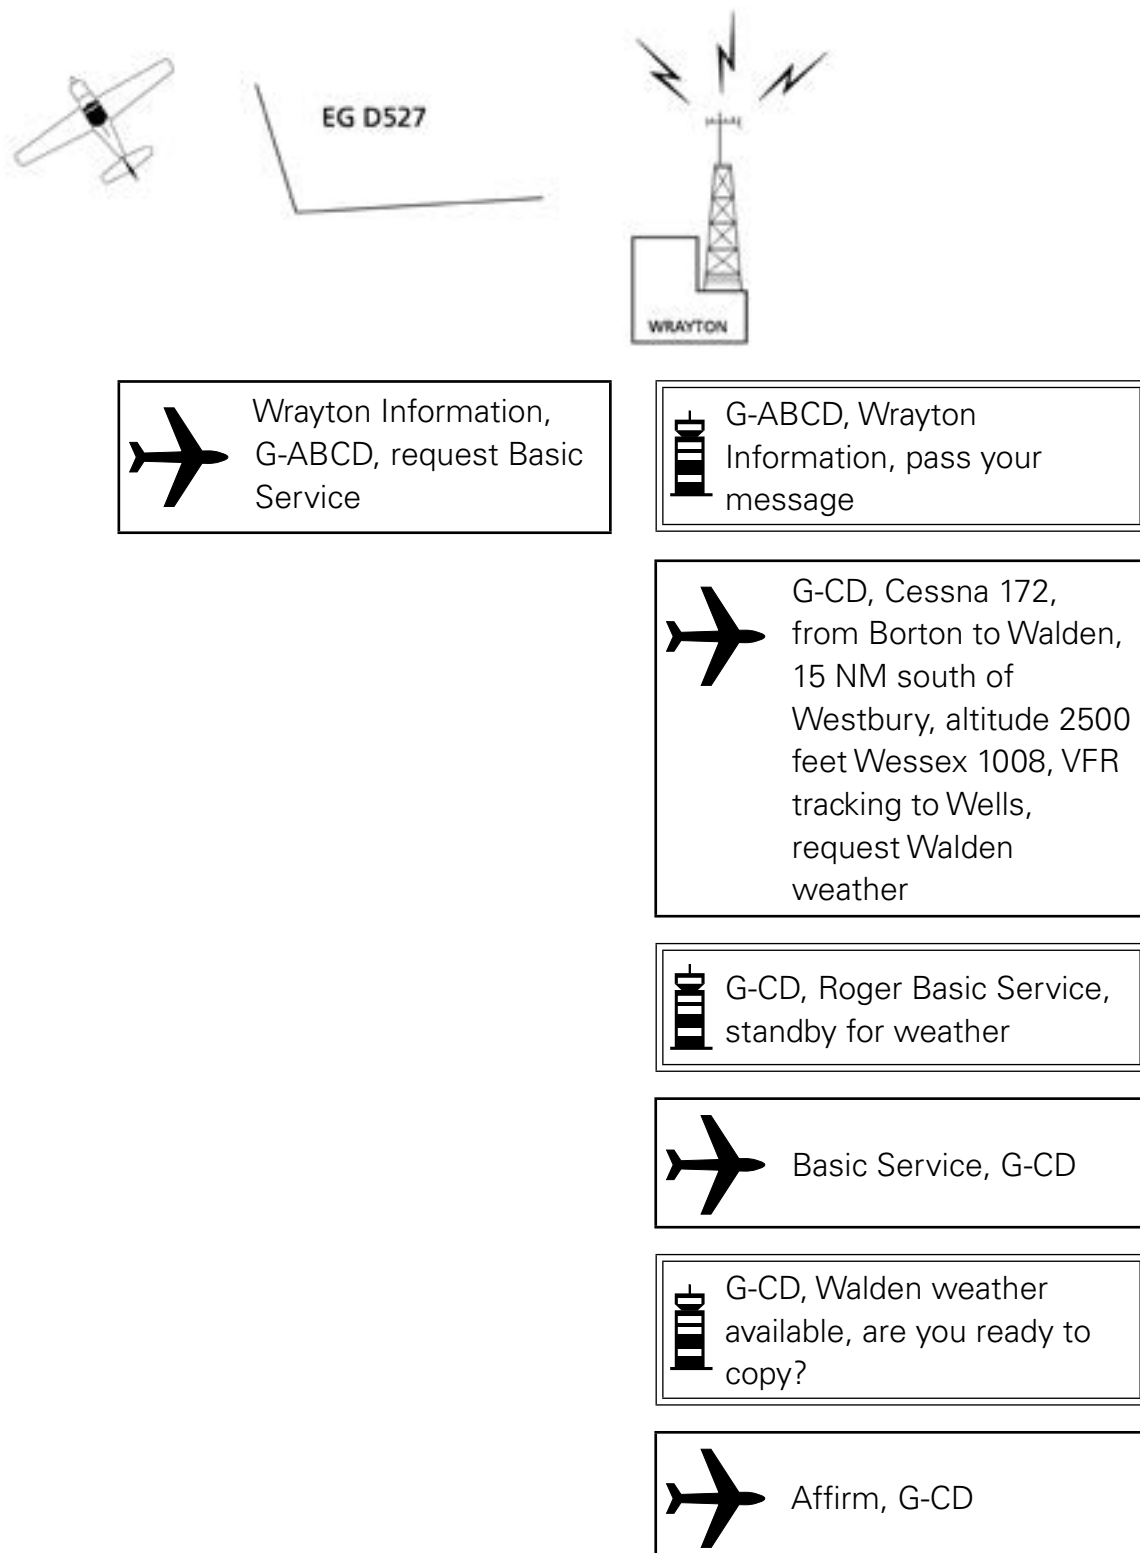 EG D527
WRAYTON
Wrayton Information,
G-ABCD, request Basic
Service
G-ABCD, Wrayton
Information, pass your
message
G-CD, Cessna 172,
from Borton to Walden,
15 NM south of
Westbury, altitude 2500
feet Wessex 1008, VFR
tracking to Wells,
request Walden
weather
G-CD, Roger Basic Service,
standby for weather
Basic Service, G-CD
G-CD, Walden weather
available, are you ready to
copy?
Affirm, G-CD